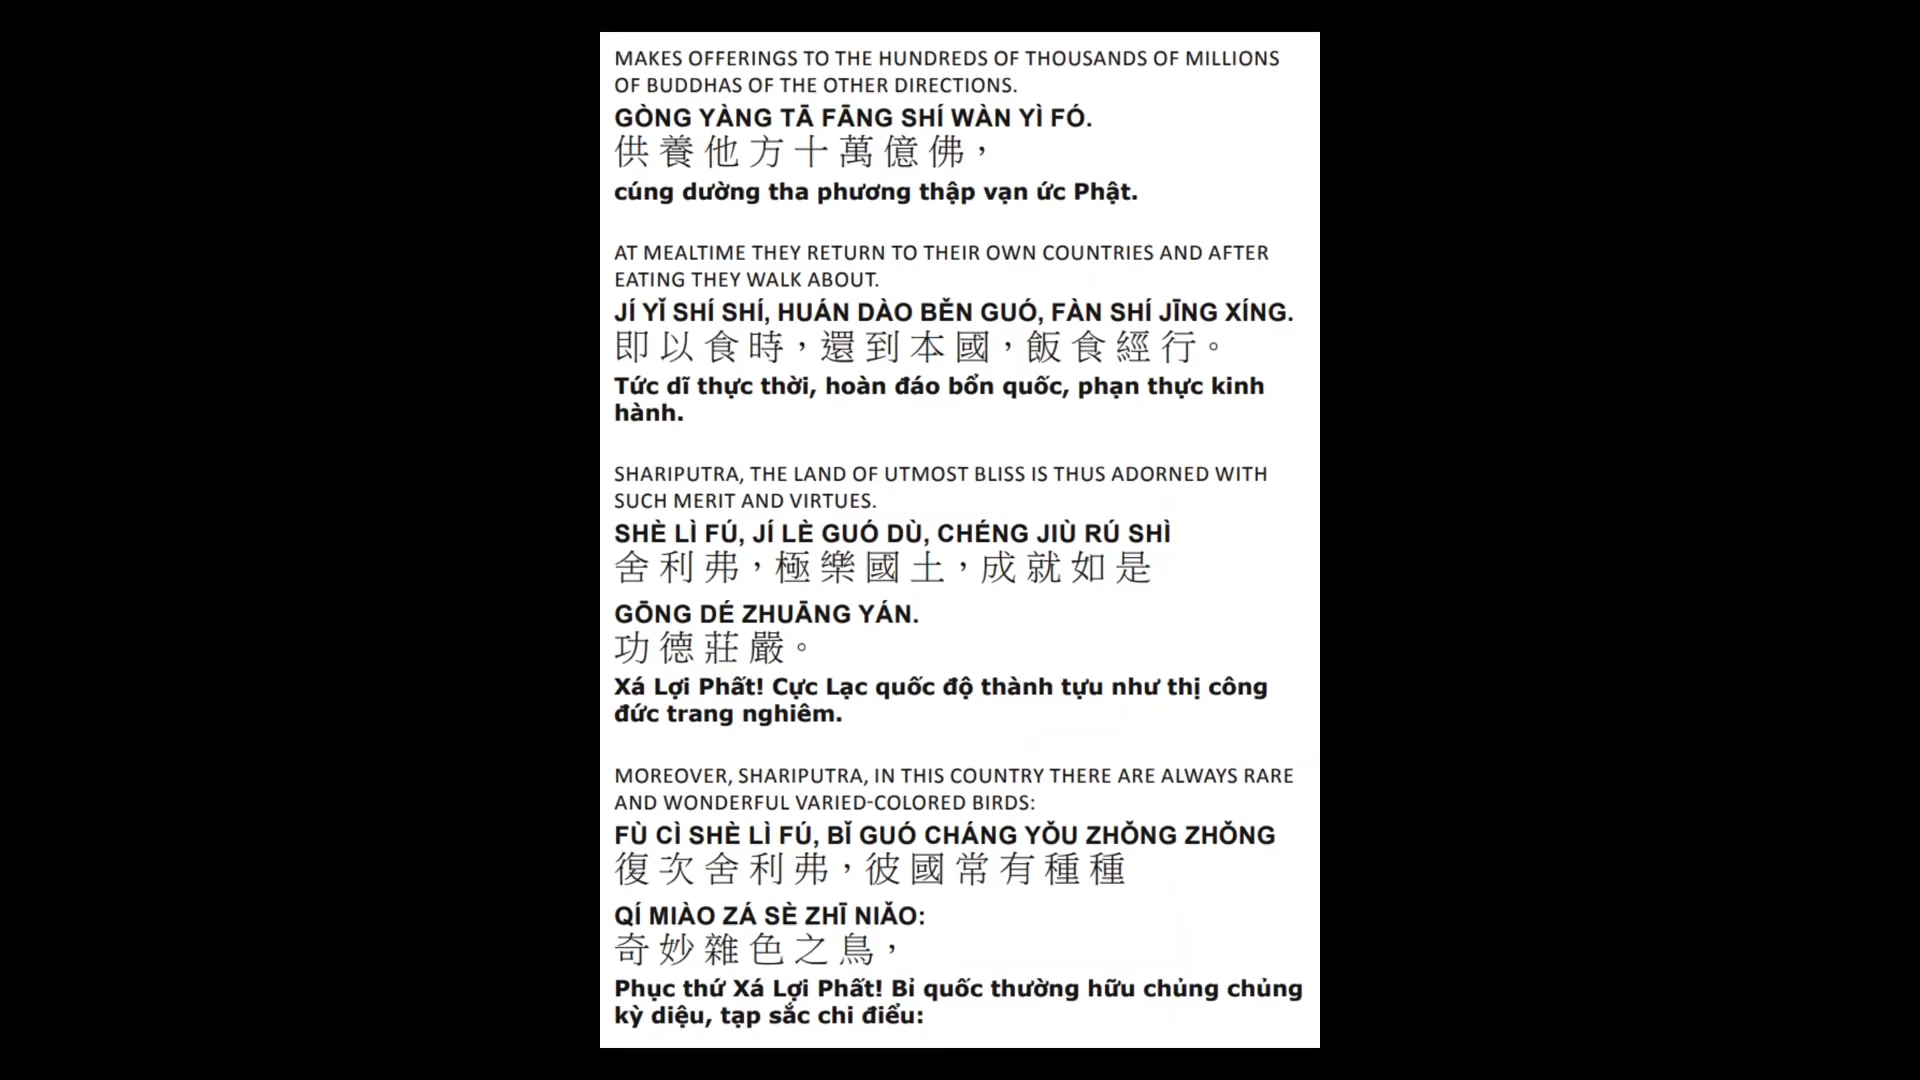 MAKES OFFERINGS TO THE HUNDREDS OF THOUSANDS OF MILLIONS
OF BUDDHAS OF THE OTHER DIRECTIONS.
GÒNG YÀNG TĀ FĀNG SHÍ WÀN YÌ FÓ.
供養他方十萬億佛，
cúng dường tha phương thập vạn ức Phật.
AT MEALTIME THEY RETURN TO THEIR OWN COUNTRIES AND AFTER
EATING THEY WALK ABOUT.
JÍ YǏ SHÍ SHÍ, HUÁN DÀO BĚN GUÓ, FÀN SHÍ JĪNG XÍNG.
即以食時，還到本國，飯食經行。
Tức dĩ thực thời, hoàn đáo bổn quốc, phạn thực kinh
hành.
SHARIPUTRA, THE LAND OF UTMOST BLISS IS THUS ADORNED WITH
SUCH MERIT AND VIRTUES.
SHÈ LÌ FÚ, JÍ LÈ GUÓ DÙ, CHÉNG JIÙ RÚ SHÌ
舍利弗，極樂國土，成就如是
GŌNG DÉ ZHUĀNG YÁN.
功德莊嚴。
Xá Lợi Phất! Cực Lạc quốc độ thành tựu như thị công
đức trang nghiêm.
MOREOVER, SHARIPUTRA, IN THIS COUNTRY THERE ARE ALWAYS RARE
AND WONDERFUL VARIED-COLORED BIRDS:
FÙ CÌ SHÈ LÌ FÚ, BǏ GUÓ CHÁNG YǑU ZHǑNG ZHǑNG
復次舍利弗，彼國常有種種
QÍ MIÀO ZÁ SÈ ZHĪ NIǍO:
奇妙雜色之鳥，
Phục thứ Xá Lợi Phất! Bỉ quốc thường hữu chủng chủng
kỳ diệu, tạp sắc chi điểu: